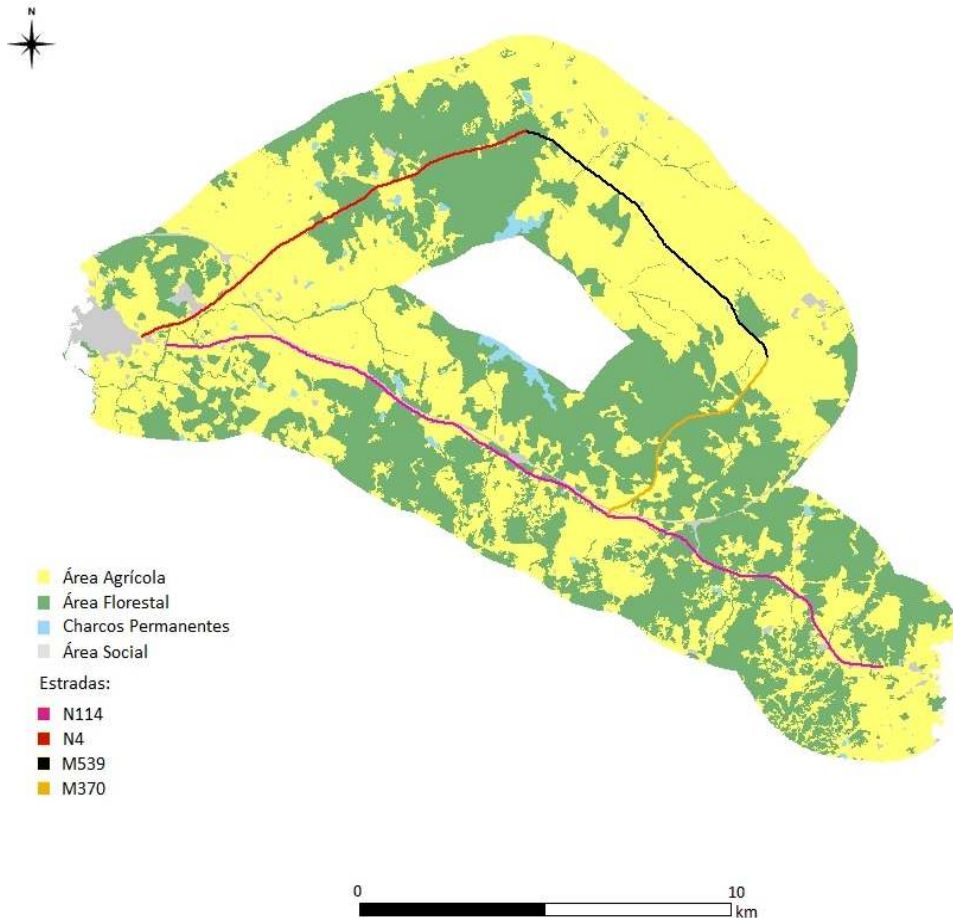 N
Área Agrícola
Área Florestal
Charcos Permanentes
Área Social
Estradas:
N114
N4
M539
M370
0 10
km